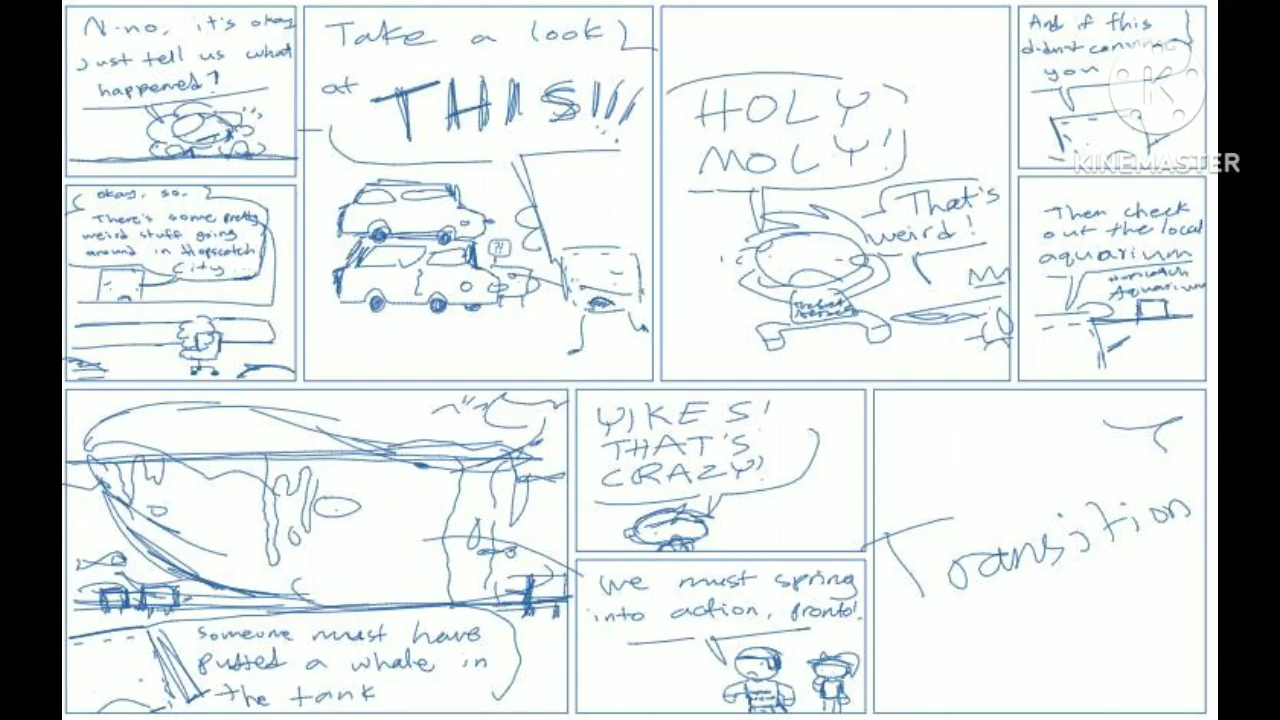 N-no, it's okay
Just tell us what
happened?
okay, so,
There's some pretty
weird stuff going
around in Hopscotch
City
Take a look
at THIS!!!
?!
HOLY
MOLY!
That's
weird!
And if this
didn't convince
you
K
KINEMASTER
Then check
out the local
aquarium
Aquarium
someone must have
putted a whale in
the tank
YIKES!
THAT'S
CRAZY!
we must spring
into action, pronto!
Transition